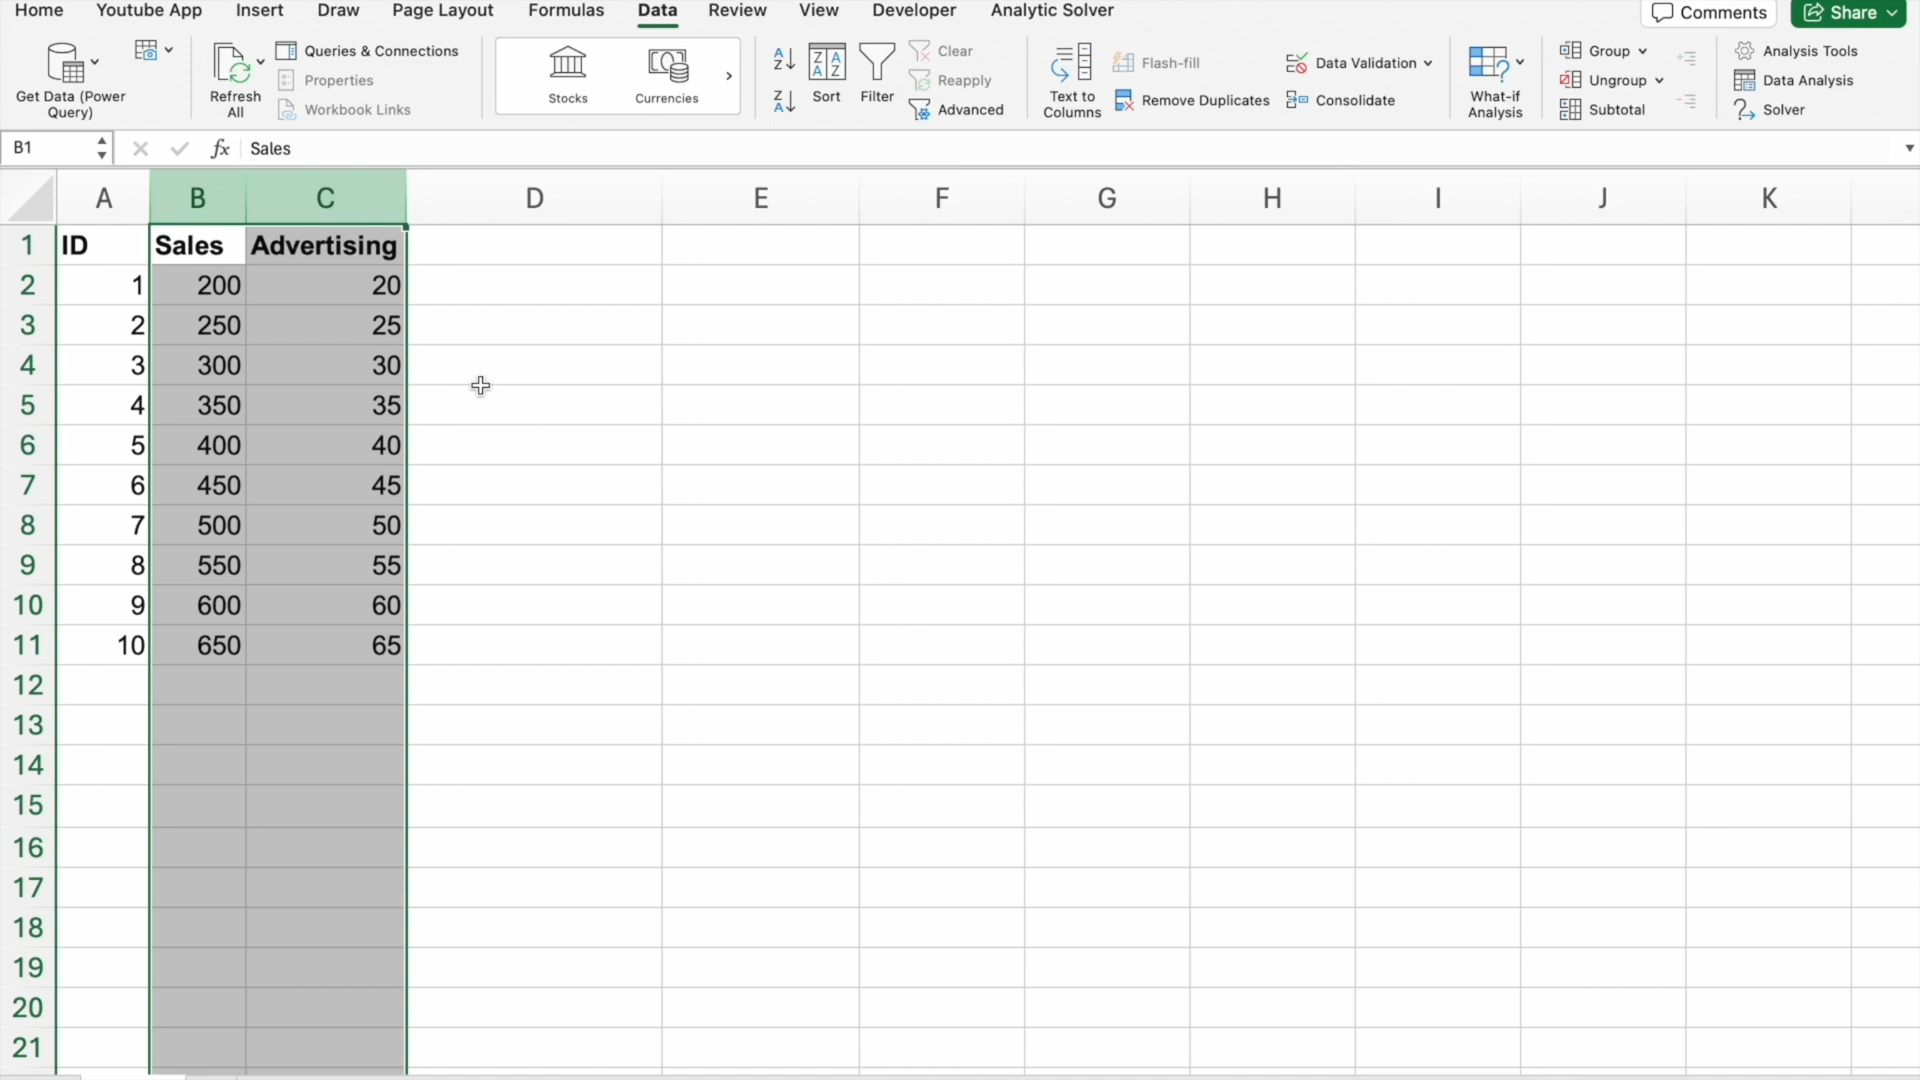 Home Youtube App Insert Draw Page Layout Formulas Data Review View Developer Analytic Solver Comments Share
Get Data (Power Query)
Refresh All
Queries & Connections
Properties
Workbook Links
Stocks
Currencies
Sort
Filter
Clear
Reapply
Advanced
Text to Columns
Flash-fill
Remove Duplicates
Data Validation
Consolidate
What-if Analysis
Group
Ungroup
Subtotal
Analysis Tools
Data Analysis
Solver
B1 fx Sales
A B C D E F G H I J K
1 ID Sales Advertising
2 1 200 20
3 2 250 25
4 3 300 30
5 4 350 35
6 5 400 40
7 6 450 45
8 7 500 50
9 8 550 55
10 9 600 60
11 10 650 65
12
13
14
15
16
17
18
19
20
21